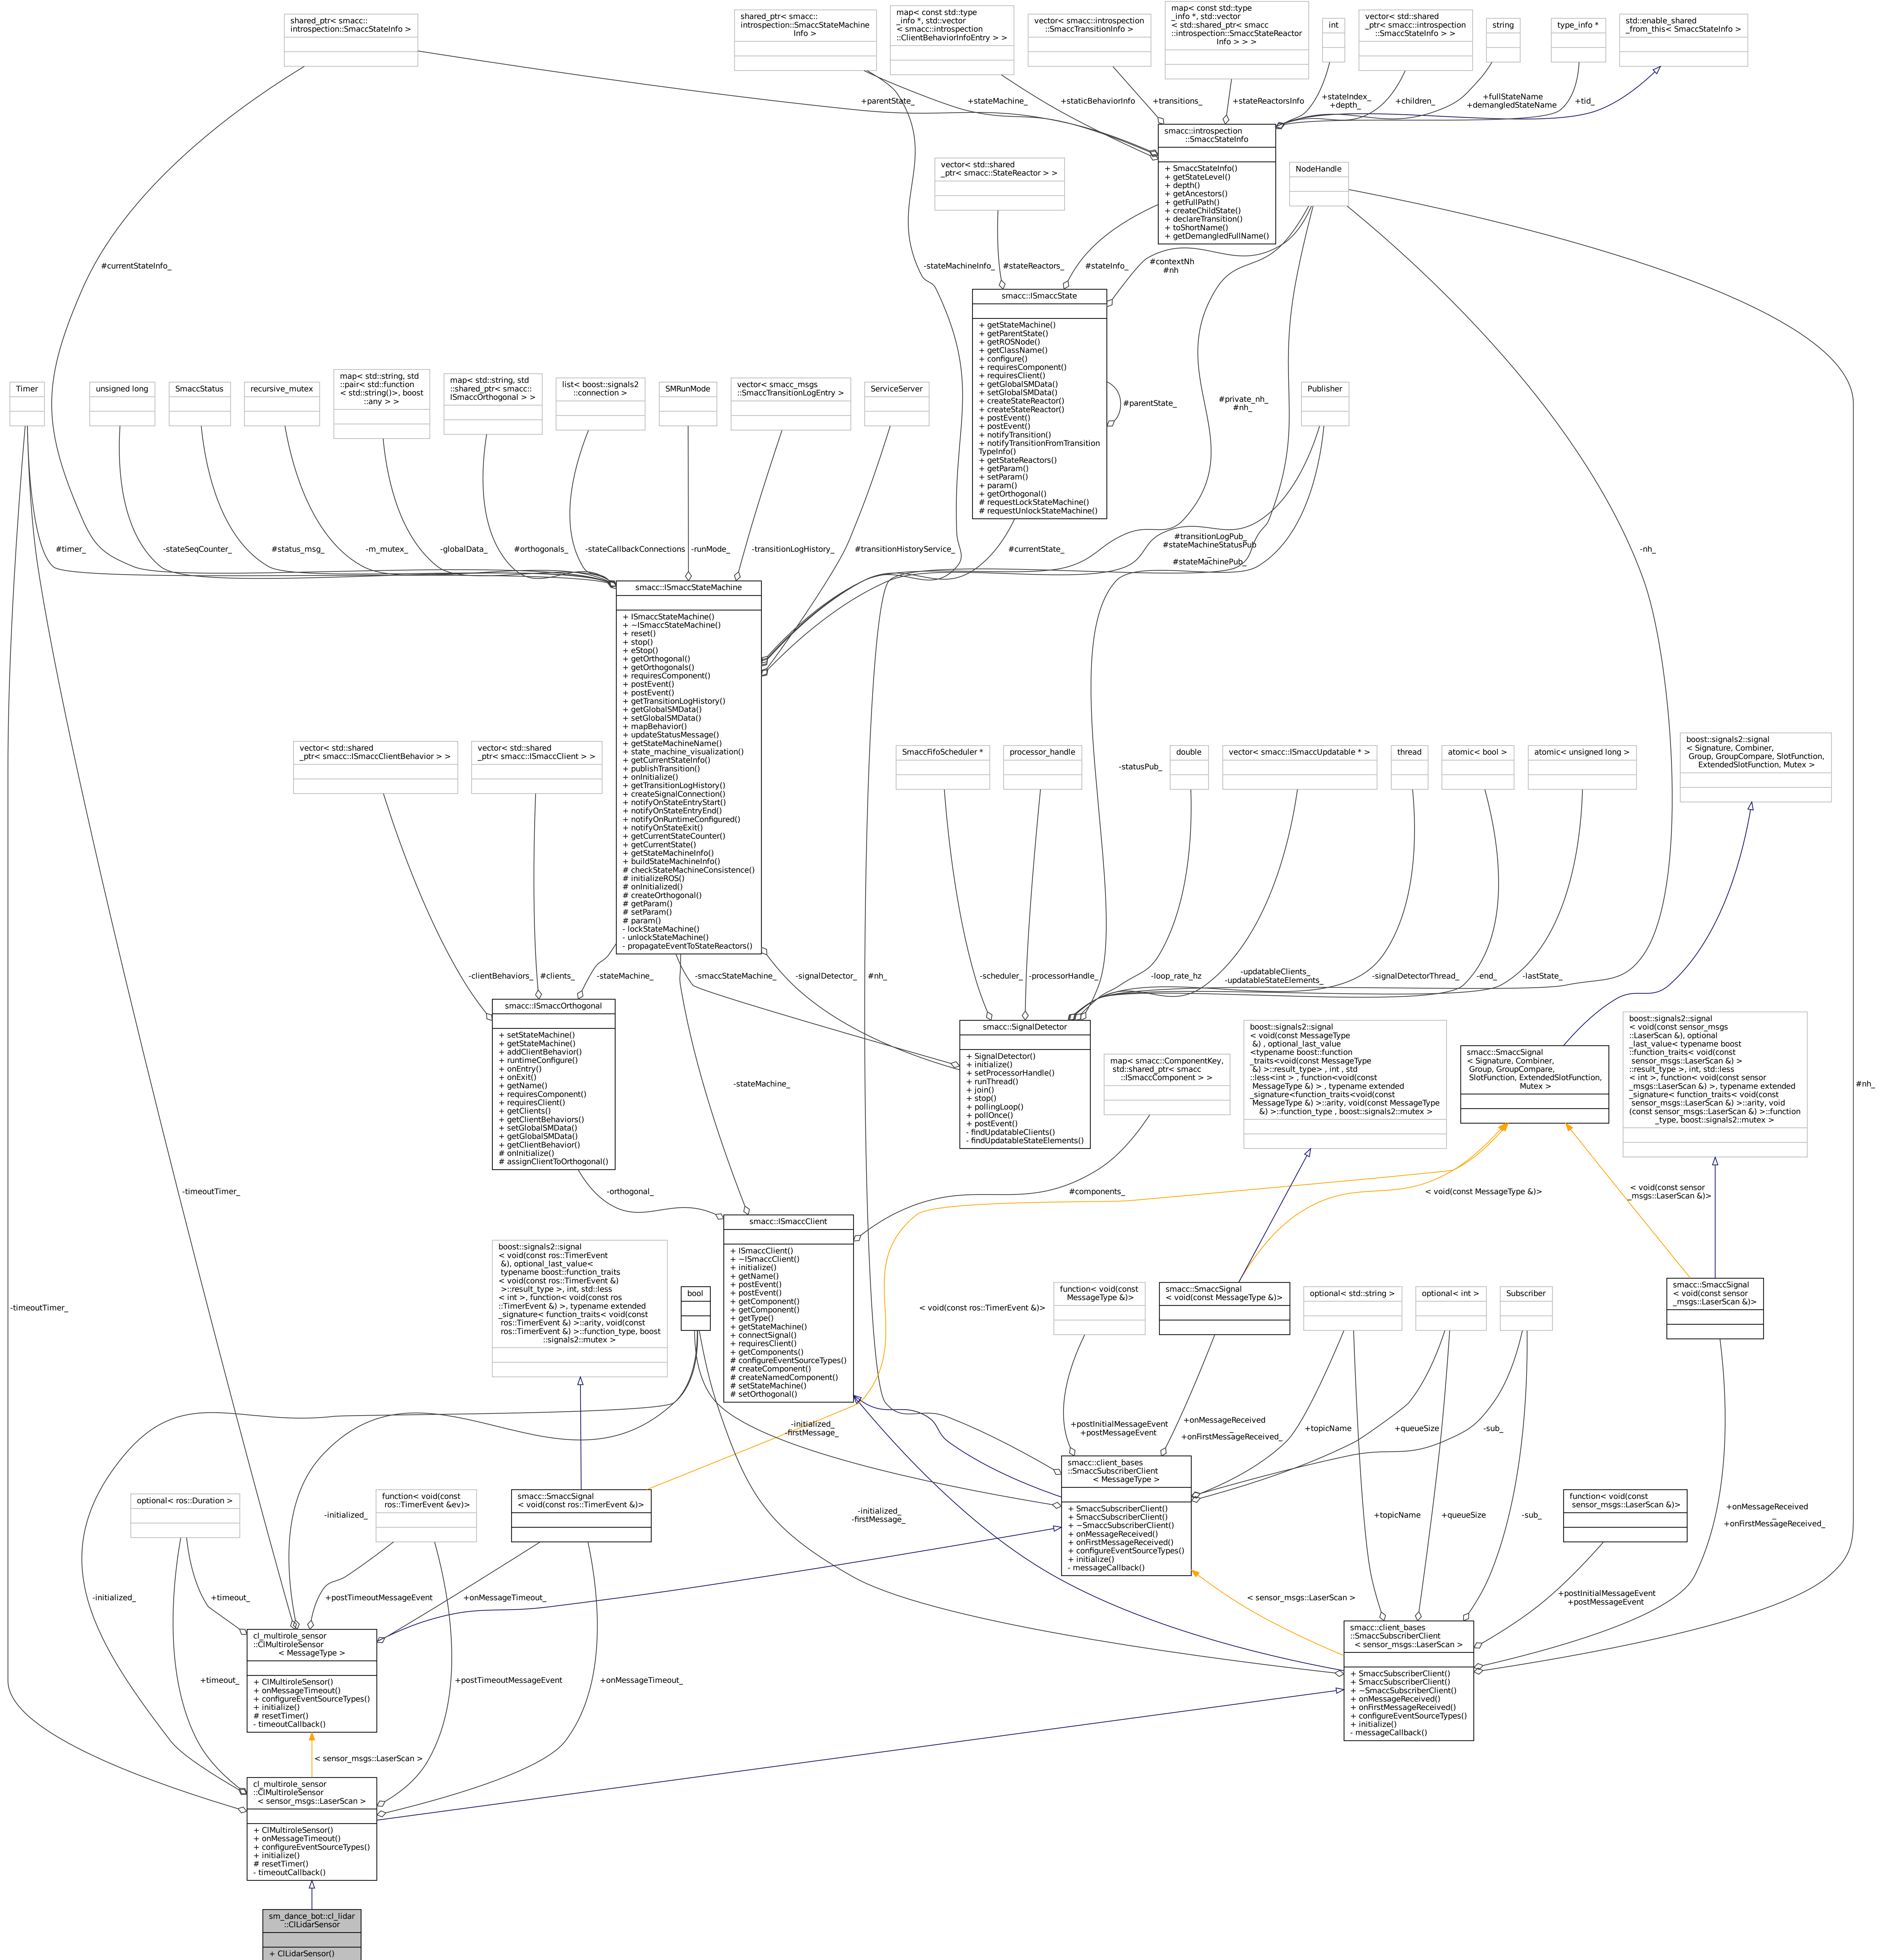 shared_ptr< smacc::
introspection::SmaccStateInfo >
shared_ptr< smacc::
introspection::SmaccStateMachine
Info >
map< const std::type
_info *, std::vector
< smacc::introspection
::ClientBehaviorInfoEntry > >
vector< smacc::introspection
::SmaccTransitionInfo >
map< const std::type
_info *, std::vector
< std::shared_ptr< smacc
::introspection::SmaccStateReactor
Info > > >
int
vector< std::shared
_ptr< smacc::introspection
::SmaccStateInfo > >
string
type_info *
std::enable_shared
_from_this< SmaccStateInfo >
+parentState_
+stateMachine_
+staticBehaviorInfo
+transitions_
+stateReactorsInfo
+stateIndex_
+depth_
+children_
+fullStateName
+demangledStateName
+tid_
smacc::introspection
::SmaccStateInfo
+ SmaccStateInfo()
+ getStateLevel()
+ depth()
+ getAncestors()
+ getFullPath()
+ createChildState()
+ declareTransition()
+ toShortName()
+ getDemangledFullName()
vector< std::shared
_ptr< smacc::StateReactor > >
NodeHandle
#currentStateInfo_
-stateMachineInfo_
#stateReactors_
#stateInfo_
#contextNh
#nh
smacc::ISmaccState
+ getStateMachine()
+ getParentState()
+ getROSNode()
+ getClassName()
+ configure()
+ requiresComponent()
+ requiresClient()
+ getGlobalSMData()
+ setGlobalSMData()
+ createStateReactor()
+ createStateReactor()
+ postEvent()
+ postEvent()
+ notifyTransition()
+ notifyTransitionFromTransition
TypeInfo()
+ getStateReactors()
+ getParam()
+ setParam()
+ param()
+ getOrthogonal()
# requestLockStateMachine()
# requestUnlockStateMachine()
#parentState_
#private_nh_
#nh_
Publisher
Timer
unsigned long
SmaccStatus
recursive_mutex
map< std::string, std
::pair< std::function
< std::string()>, boost
::any > >
map< std::string, std
::shared_ptr< smacc::
ISmaccOrthogonal > >
list< boost::signals2
::connection >
SMRunMode
vector< smacc_msgs
::SmaccTransitionLogEntry >
ServiceServer
#timer_
-stateSeqCounter_
#status_msg_
-m_mutex_
-globalData_
#orthogonals_
-stateCallbackConnections
-runMode_
-transitionLogHistory_
#transitionHistoryService_
#currentState_
#transitionLogPub_
#stateMachineStatusPub
_
#stateMachinePub_
-nh_
smacc::ISmaccStateMachine
+ ISmaccStateMachine()
+ ~ISmaccStateMachine()
+ reset()
+ stop()
+ eStop()
+ getOrthogonal()
+ getOrthogonals()
+ requiresComponent()
+ postEvent()
+ postEvent()
+ getTransitionLogHistory()
+ getGlobalSMData()
+ setGlobalSMData()
+ mapBehavior()
+ updateStatusMessage()
+ getStateMachineName()
+ state_machine_visualization()
+ getCurrentStateInfo()
+ publishTransition()
+ onInitialize()
+ getTransitionLogHistory()
+ createSignalConnection()
+ notifyOnStateEntryStart()
+ notifyOnStateEntryEnd()
+ notifyOnRuntimeConfigured()
+ notifyOnStateExit()
+ getCurrentStateCounter()
+ getCurrentState()
+ getStateMachineInfo()
+ buildStateMachineInfo()
# checkStateMachineConsistence()
# initializeROS()
# onInitialized()
# createOrthogonal()
# getParam()
# setParam()
# param()
- lockStateMachine()
- unlockStateMachine()
- propagateEventToStateReactors()
vector< std::shared
_ptr< smacc::ISmaccClientBehavior > >
vector< std::shared
_ptr< smacc::ISmaccClient > >
SmaccFifoScheduler *
processor_handle
-statusPub_
double
vector< smacc::ISmaccUpdatable * >
thread
atomic< bool >
atomic< unsigned long >
boost::signals2::signal
< Signature, Combiner,
Group, GroupCompare, SlotFunction,
ExtendedSlotFunction, Mutex >
-clientBehaviors_
#clients_
-stateMachine_
-smaccStateMachine_
-signalDetector_
#nh_
-scheduler_
-processorHandle_
-loop_rate_hz
-updatableClients_
-updatableStateElements_
-signalDetectorThread_
-end_
-lastState_
smacc::ISmaccOrthogonal
+ setStateMachine()
+ getStateMachine()
+ addClientBehavior()
+ runtimeConfigure()
+ onEntry()
+ onExit()
+ getName()
+ requiresComponent()
+ requiresClient()
+ getClients()
+ getClientBehaviors()
+ setGlobalSMData()
+ getGlobalSMData()
+ getClientBehavior()
# onInitialize()
# assignClientToOrthogonal()
smacc::SignalDetector
+ SignalDetector()
+ initialize()
+ setProcessorHandle()
+ runThread()
+ join()
+ stop()
+ pollingLoop()
+ pollOnce()
+ postEvent()
- findUpdatableClients()
- findUpdatableStateElements()
map< smacc::ComponentKey,
std::shared_ptr< smacc
::ISmaccComponent > >
boost::signals2::signal
< void(const MessageType
&) , optional_last_value
<typename boost::function
_traits<void(const MessageType
&) >::result_type> , int , std
::less<int > , function<void(const
MessageType &) > , typename extended
_signature<function_traits<void(const
MessageType &) >::arity, void(const MessageType
&) >::function_type , boost::signals2::mutex >
smacc::SmaccSignal
< Signature, Combiner,
Group, GroupCompare,
SlotFunction, ExtendedSlotFunction,
Mutex >
boost::signals2::signal
< void(const sensor_msgs
::LaserScan &), optional
_last_value< typename boost
::function_traits< void(const
sensor_msgs::LaserScan &) >
::result_type >, int, std::less
< int >, function< void(const sensor
_msgs::LaserScan &) >, typename extended
_signature< function_traits< void(const
sensor_msgs::LaserScan &) >::arity, void
(const sensor_msgs::LaserScan &) >::function
_type, boost::signals2::mutex >
#nh_
-stateMachine_
-timeoutTimer_
-orthogonal_
#components_
< void(const MessageType &)>
< void(const sensor
_msgs::LaserScan &)>
smacc::ISmaccClient
+ ISmaccClient()
+ ~ISmaccClient()
+ initialize()
+ getName()
+ postEvent()
+ postEvent()
+ getComponent()
+ getComponent()
+ getType()
+ getStateMachine()
+ connectSignal()
+ requiresClient()
+ getComponents()
# configureEventSourceTypes()
# createComponent()
# createNamedComponent()
# setStateMachine()
# setOrthogonal()
boost::signals2::signal
< void(const ros::TimerEvent
&), optional_last_value<
typename boost::function_traits
< void(const ros::TimerEvent &)
>::result_type >, int, std::less
< int >, function< void(const ros
::TimerEvent &) >, typename extended
_signature< function_traits< void(const
ros::TimerEvent &) >::arity, void(const
ros::TimerEvent &) >::function_type, boost
::signals2::mutex >
bool
-timeoutTimer_
< void(const ros::TimerEvent &)>
function< void(const
MessageType &)>
smacc::SmaccSignal
< void(const MessageType &)>
optional< std::string >
optional< int >
Subscriber
smacc::SmaccSignal
< void(const sensor
_msgs::LaserScan &)>
-initialized_
-firstMessage_
+postInitialMessageEvent
+postMessageEvent
+onMessageReceived
_
+onFirstMessageReceived_
+topicName
+queueSize
-sub_
smacc::client_bases
::SmaccSubscriberClient
< MessageType >
+ SmaccSubscriberClient()
+ SmaccSubscriberClient()
+ ~SmaccSubscriberClient()
+ onMessageReceived()
+ onFirstMessageReceived()
+ configureEventSourceTypes()
+ initialize()
- messageCallback()
optional< ros::Duration >
-initialized_
function< void(const
ros::TimerEvent &ev)>
smacc::SmaccSignal
< void(const ros::TimerEvent &)>
-initialized_
-firstMessage_
+topicName
+queueSize
-sub_
function< void(const
sensor_msgs::LaserScan &)>
+onMessageReceived
_
+onFirstMessageReceived_
-initialized_
+timeout_
+postTimeoutMessageEvent
+onMessageTimeout_
< sensor_msgs::LaserScan >
+postInitialMessageEvent
+postMessageEvent
cl_multirole_sensor
::ClMultiroleSensor
< MessageType >
+ ClMultiroleSensor()
+ onMessageTimeout()
+ configureEventSourceTypes()
+ initialize()
# resetTimer()
- timeoutCallback()
smacc::client_bases
::SmaccSubscriberClient
< sensor_msgs::LaserScan >
+ SmaccSubscriberClient()
+ SmaccSubscriberClient()
+ ~SmaccSubscriberClient()
+ onMessageReceived()
+ onFirstMessageReceived()
+ configureEventSourceTypes()
+ initialize()
- messageCallback()
+timeout_
+postTimeoutMessageEvent
+onMessageTimeout_
< sensor_msgs::LaserScan >
cl_multirole_sensor
::ClMultiroleSensor
< sensor_msgs::LaserScan >
+ ClMultiroleSensor()
+ onMessageTimeout()
+ configureEventSourceTypes()
+ initialize()
# resetTimer()
- timeoutCallback()
sm_dance_bot::cl_lidar
::ClLidarSensor
+ ClLidarSensor()